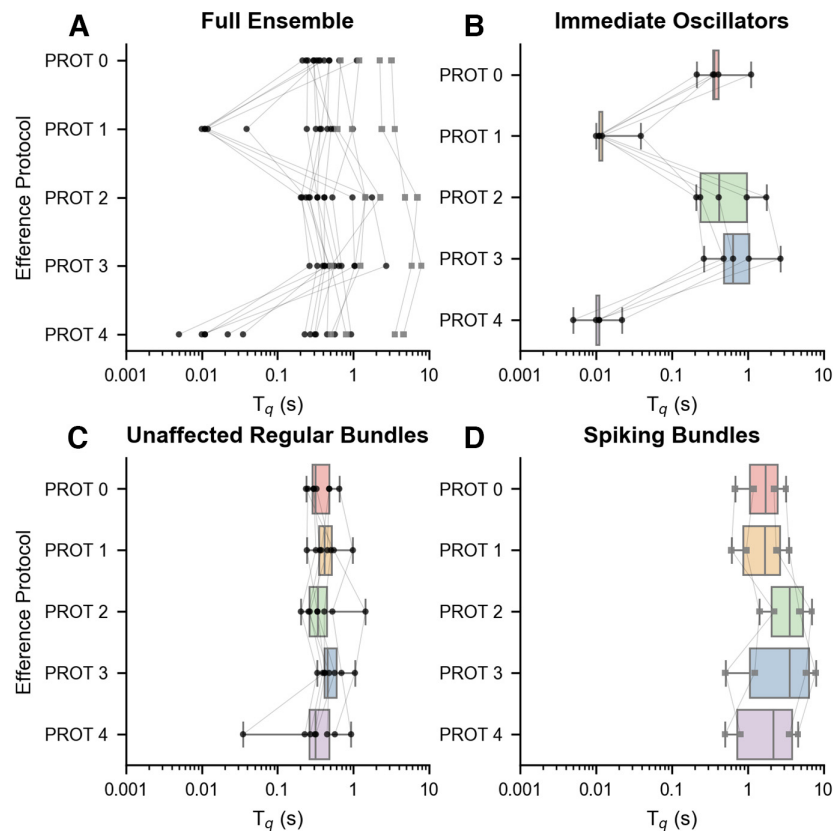 A Full Ensemble
Efference Protocol
PROT 0
PROT 1
PROT 2
PROT 3
PROT 4
0.001 0.01 0.1 1 10
Tq (s)
B Immediate Oscillators
PROT 0
PROT 1
PROT 2
PROT 3
PROT 4
0.001 0.01 0.1 1 10
Tq (s)
C Unaffected Regular Bundles
Efference Protocol
PROT 0
PROT 1
PROT 2
PROT 3
PROT 4
0.001 0.01 0.1 1 10
Tq (s)
D Spiking Bundles
PROT 0
PROT 1
PROT 2
PROT 3
PROT 4
0.001 0.01 0.1 1 10
Tq (s)